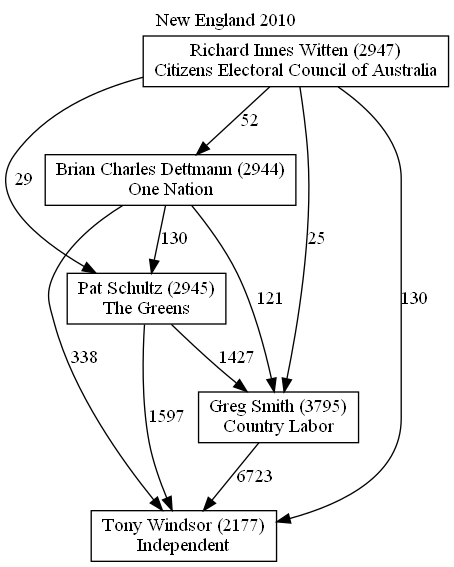 New England 2010
Richard Innes Witten (2947)
Citizens Electoral Council of Australia
52
Brian Charles Dettmann (2944)
One Nation
29
130
25
Pat Schultz (2945)
The Greens
121
130
338
1427
1597
Greg Smith (3795)
Country Labor
6723
Tony Windsor (2177)
Independent